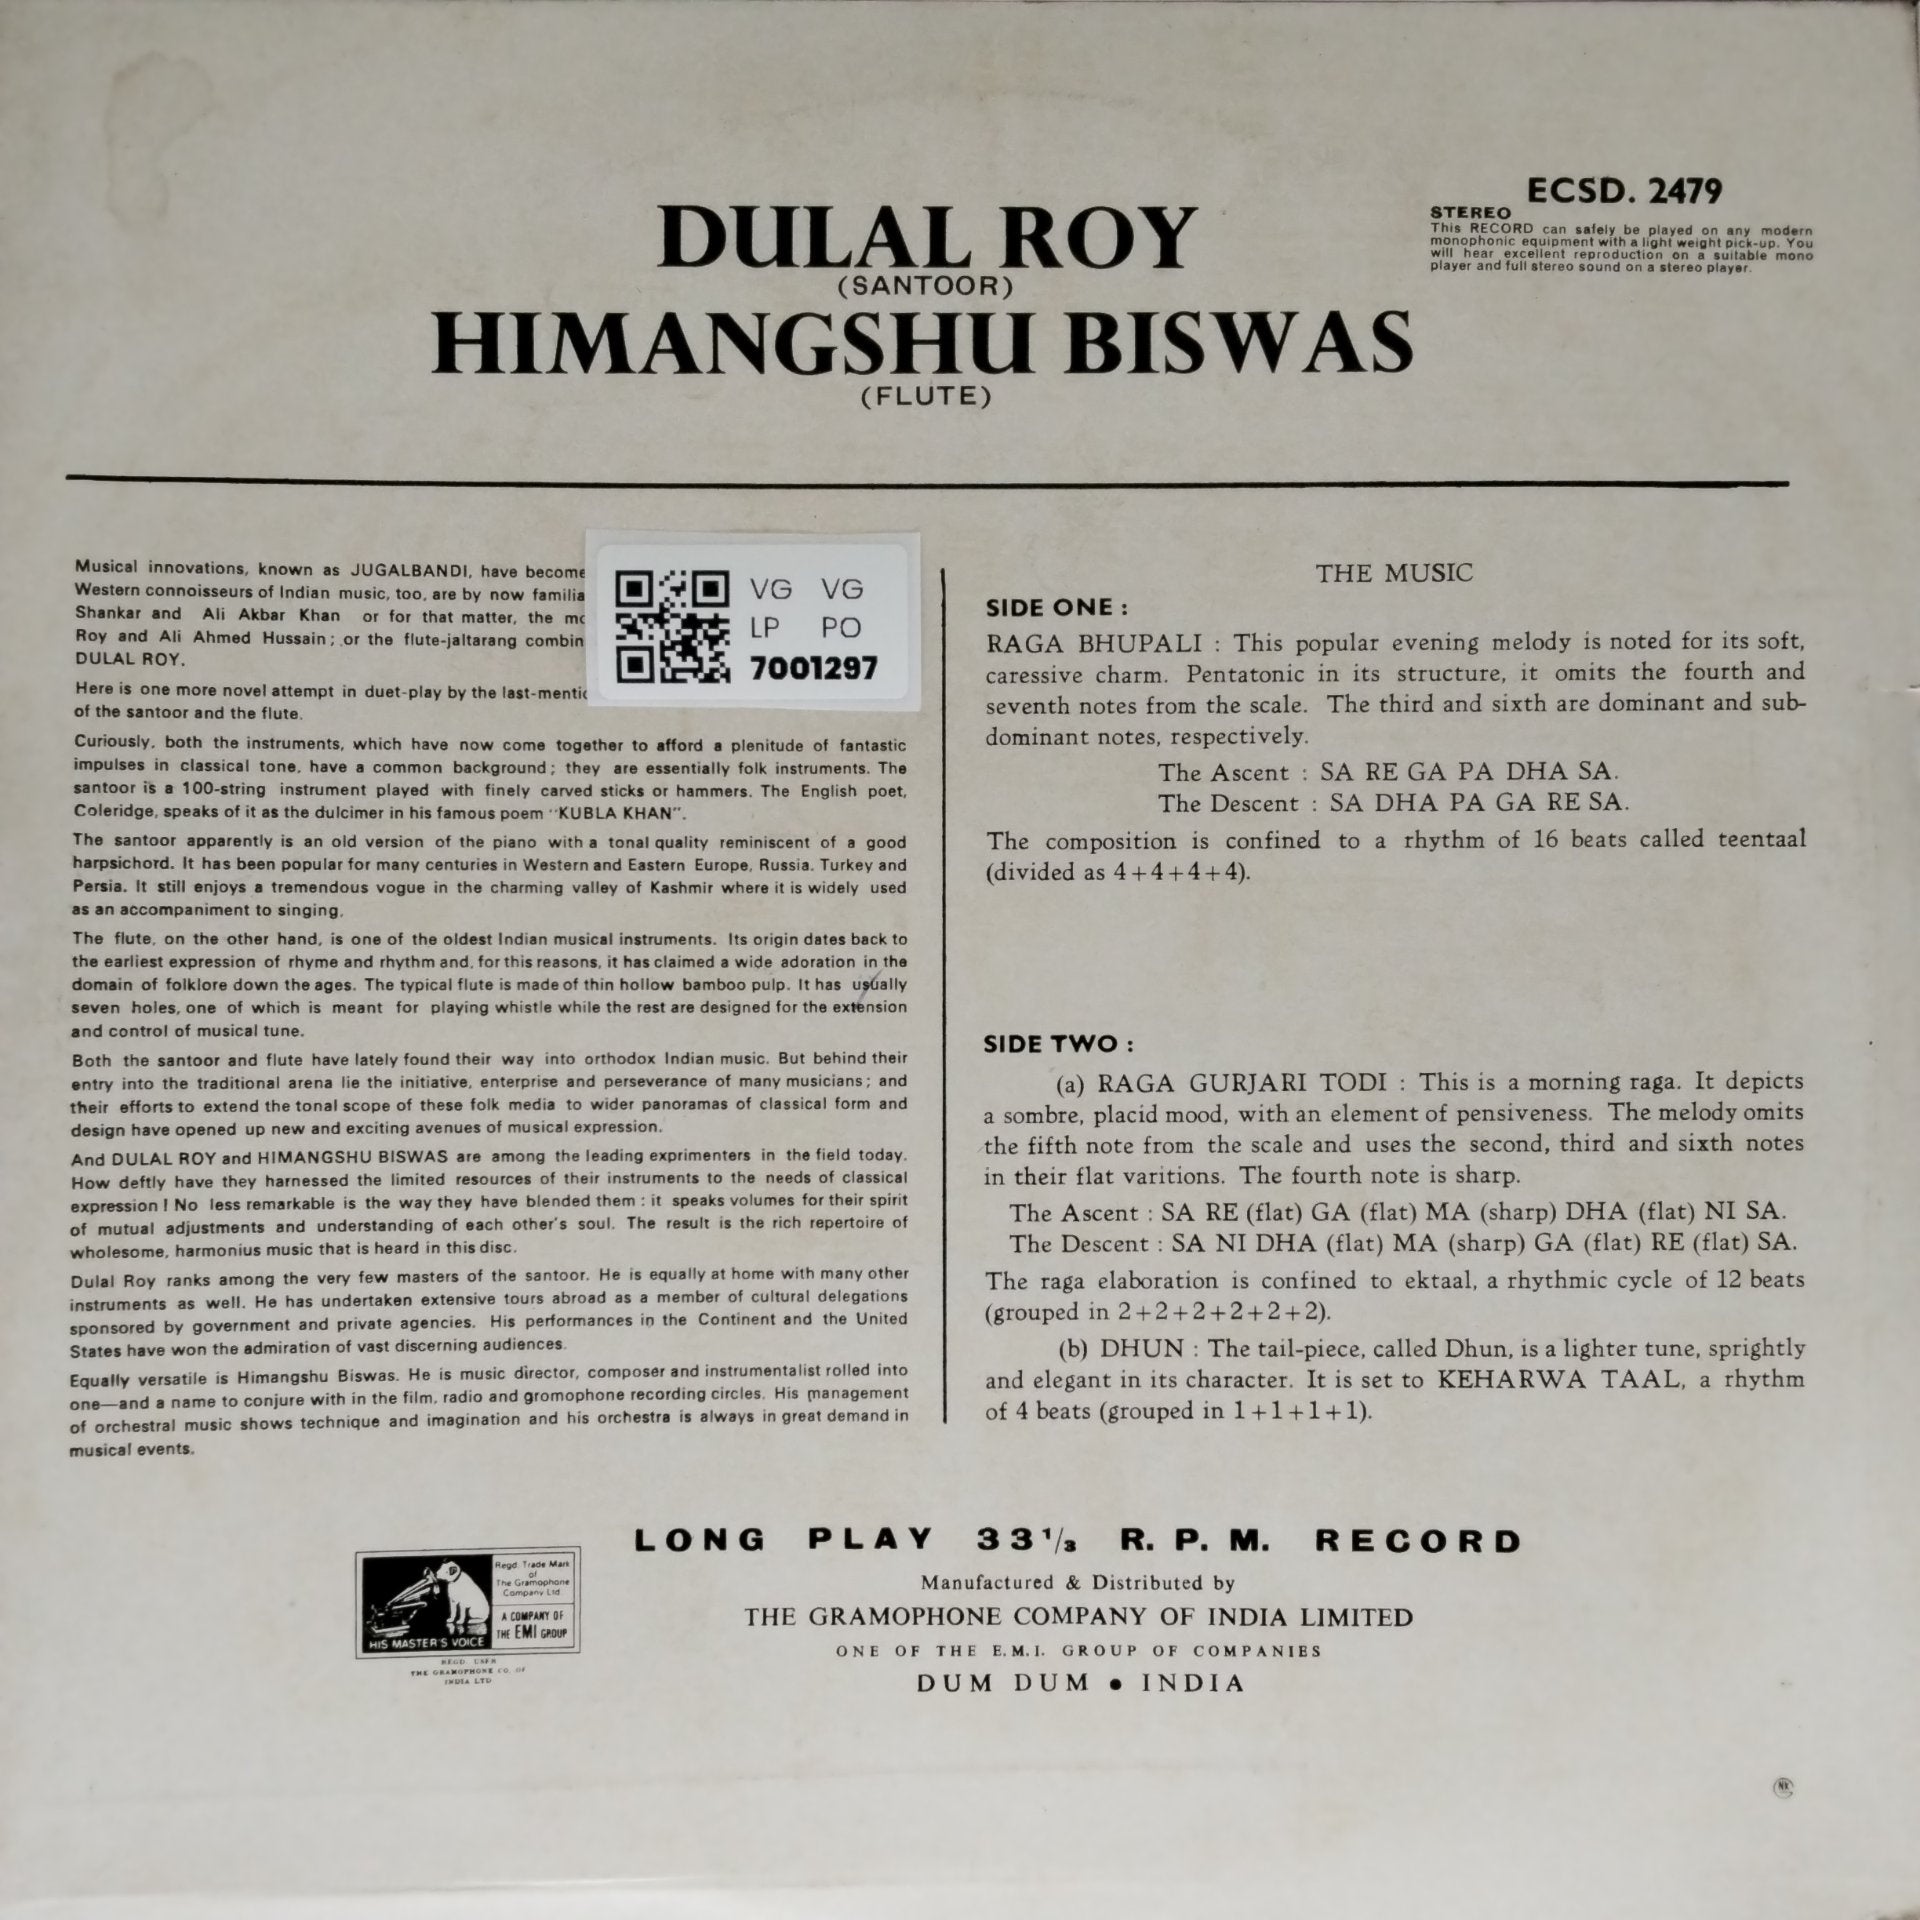 ECSD. 2479
STEREO
This RECORD can safely be played on any modern
monophonic equipment with a light weight pick-up. You
will hear excellent reproduction on a suitable mono
player and full stereo sound on a stereo player.
DULAL ROY
(SANTOOR)
HIMANGSHU BISWAS
(FLUTE)
Musical innovations, known as JUGALBANDI, have become
Western connoisseurs of Indian music, too, are by now
Shankar and Ali Akbar Khan or for that matter, the
Roy and Ali Ahmed Hussain; or the flute-jaltarang
DULAL ROY.
Here is one more novel attempt in duet-play by the
of the santoor and the flute.
Curiously, both the instruments, which have now come together to afford a plenitude of fantastic
impulses in classical tone, have a common background; they are essentially folk instruments. The
santoor is a 100-string instrument played with finely carved sticks or hammers. The English poet,
Coleridge, speaks of it as the dulcimer in his famous poem "KUBLA KHAN".
The santoor apparently is an old version of the piano with a tonal quality reminiscent of a good
harpsichord. It has been popular for many centuries in Western and Eastern Europe, Russia, Turkey and
Persia. It still enjoys a tremendous vogue in the charming valley of Kashmir where it is widely used
as an accompaniment to singing.
The flute, on the other hand, is one of the oldest Indian musical instruments. Its origin dates back to
the earliest expression of rhyme and rhythm and, for this reasons, it has claimed a wide adoration in the
domain of folklore down the ages. The typical flute is made of thin hollow bamboo pulp. It has usually
seven holes, one of which is meant for playing whistle while the rest are designed for the extension
and control of musical tune.
Both the santoor and flute have lately found their way into orthodox Indian music. But behind their
entry into the traditional arena lie the initiative, enterprise and perseverance of many musicians; and
their efforts to extend the tonal scope of these folk media to wider panoramas of classical form and
design have opened up new and exciting avenues of musical expression.
And DULAL ROY and HIMANGSHU BISWAS are among the leading exprimenters in the field today.
How deftly have they harnessed the limited resources of their instruments to the needs of classical
expression! No less remarkable is the way they have blended them : it speaks volumes for their spirit
of mutual adjustments and understanding of each other's soul. The result is the rich repertoire of
wholesome, harmonius music that is heard in this disc.
Dulal Roy ranks among the very few masters of the santoor. He is equally at home with many other
instruments as well. He has undertaken extensive tours abroad as a member of cultural delegations
sponsored by government and private agencies. His performances in the Continent and the United
States have won the admiration of vast discerning audiences.
Equally versatile is Himangshu Biswas. He is music director, composer and instrumentalist rolled into
one—and a name to conjure with in the film, radio and gromophone recording circles. His management
of orchestral music shows technique and imagination and his orchestra is always in great demand in
musical events.
VG VG
LP PO
7001297
THE MUSIC
SIDE ONE :
RAGA BHUPALI : This popular evening melody is noted for its soft,
caressive charm. Pentatonic in its structure, it omits the fourth and
seventh notes from the scale. The third and sixth are dominant and sub-
dominant notes, respectively.
The Ascent : SA RE GA PA DHA SA.
The Descent : SA DHA PA GA RE SA.
The composition is confined to a rhythm of 16 beats called teentaal
(divided as 4+4+4+4).
SIDE TWO :
(a) RAGA GURJARI TODI : This is a morning raga. It depicts
a sombre, placid mood, with an element of pensiveness. The melody omits
the fifth note from the scale and uses the second, third and sixth notes
in their flat varitions. The fourth note is sharp.
The Ascent : SA RE (flat) GA (flat) MA (sharp) DHA (flat) NI SA.
The Descent : SA NI DHA (flat) MA (sharp) GA (flat) RE (flat) SA.
The raga elaboration is confined to ektaal, a rhythmic cycle of 12 beats
(grouped in 2+2+2+2+2+2).
(b) DHUN : The tail-piece, called Dhun, is a lighter tune, sprightly
and elegant in its character. It is set to KEHARWA TAAL, a rhythm
of 4 beats (grouped in 1+1+1+1).
LONG PLAY 33 1/3 R. P. M. RECORD
Manufactured & Distributed by
THE GRAMOPHONE COMPANY OF INDIA LIMITED
ONE OF THE E.M.I. GROUP OF COMPANIES
DUM DUM • INDIA
Regd. Trade Mark
of
The Gramophone
Company Ltd.
A COMPANY OF
THE EMI GROUP
HIS MASTER'S VOICE
REGD. USER
THE GRAMOPHONE CO. OF
INDIA LTD
NK